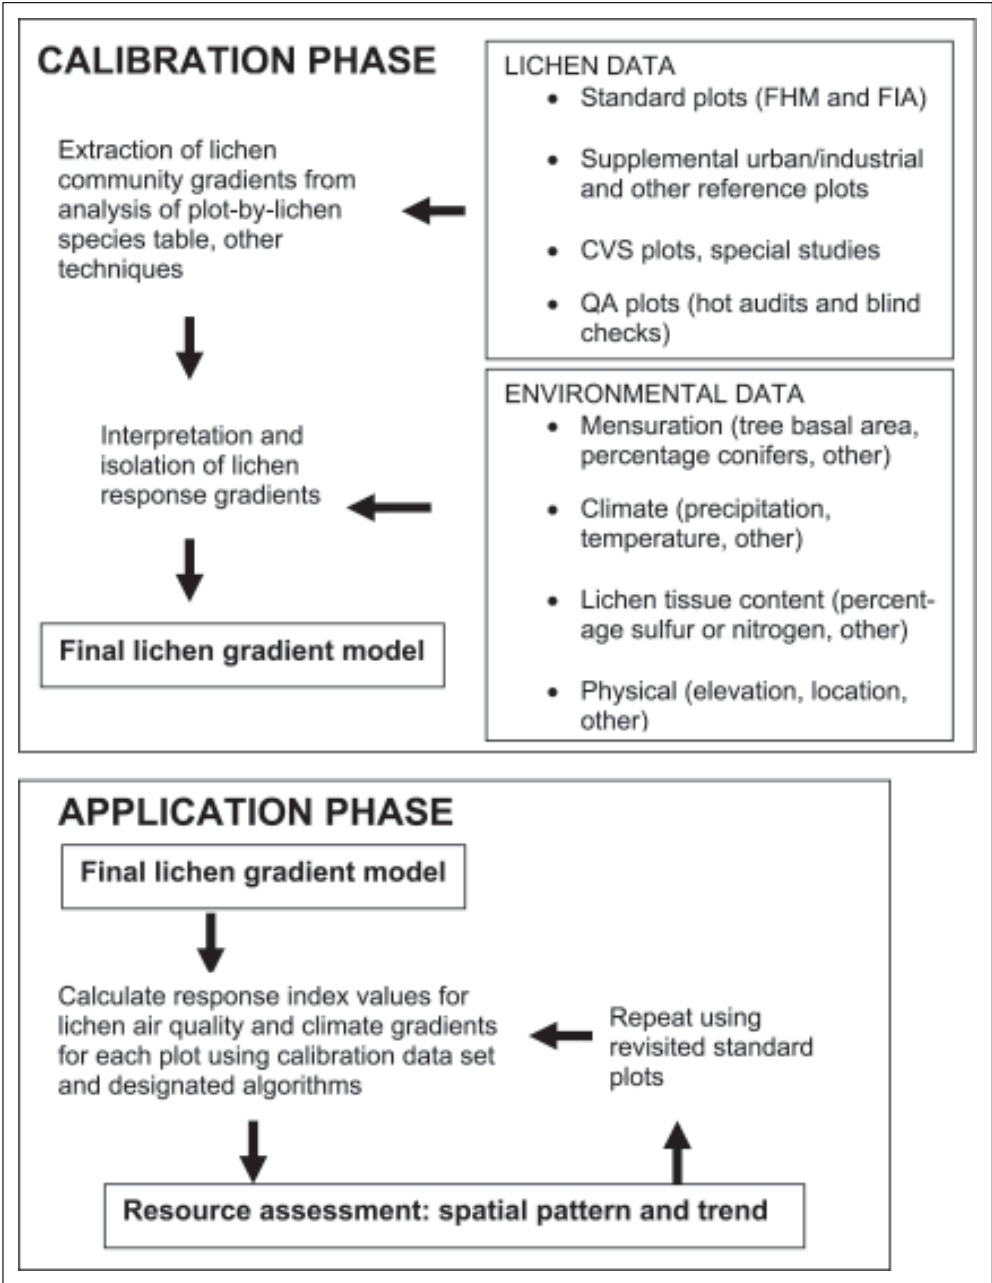 CALIBRATION PHASE
Extraction of lichen
community gradients from
analysis of plot-by-lichen
species table, other
techniques
Interpretation and
isolation of lichen
response gradients
Final lichen gradient model
LICHEN DATA
• Standard plots (FHM and FIA)
• Supplemental urban/industrial
and other reference plots
• CVS plots, special studies
• QA plots (hot audits and blind
checks)
ENVIRONMENTAL DATA
• Mensuration (tree basal area,
percentage conifers, other)
• Climate (precipitation,
temperature, other)
• Lichen tissue content (percent-
age sulfur or nitrogen, other)
• Physical (elevation, location,
other)
APPLICATION PHASE
Final lichen gradient model
Calculate response index values for
lichen air quality and climate gradients
for each plot using calibration data set
and designated algorithms
Repeat using
revisited standard
plots
Resource assessment: spatial pattern and trend